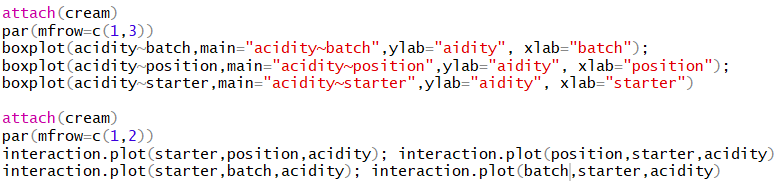 attach(cream)
par(mfrow=c(1,3))
boxplot(acidity~batch,main="acidity~batch",ylab="aidity", xlab="batch");
boxplot(acidity~position,main="acidity~position",ylab="aidity", xlab="position");
boxplot(acidity~starter,main="acidity~starter",ylab="aidity", xlab="starter")
attach(cream)
par(mfrow=c(1,2))
interaction.plot(starter,position,acidity); interaction.plot(position,starter,acidity)
interaction.plot(starter,batch,acidity); interaction.plot(batch,starter,acidity)